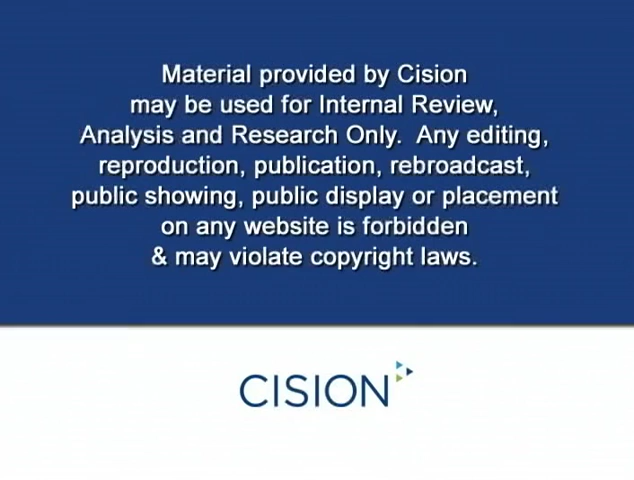 Material provided by Cision
may be used for Internal Review,
Analysis and Research Only.  Any editing,
reproduction, publication, rebroadcast,
public showing, public display or placement
on any website is forbidden
& may violate copyright laws.
CISION